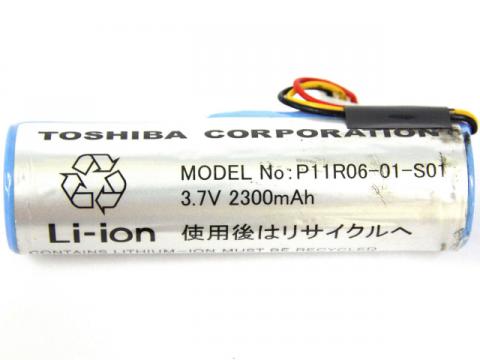 TOSHIBA CORPORATION
MODEL No:P11R06-01-S01
3.7V 2300mAh
Li-ion 使用後はリサイクルへ
CONTAINS LITHIUM-ION MUST BE RECYCLED